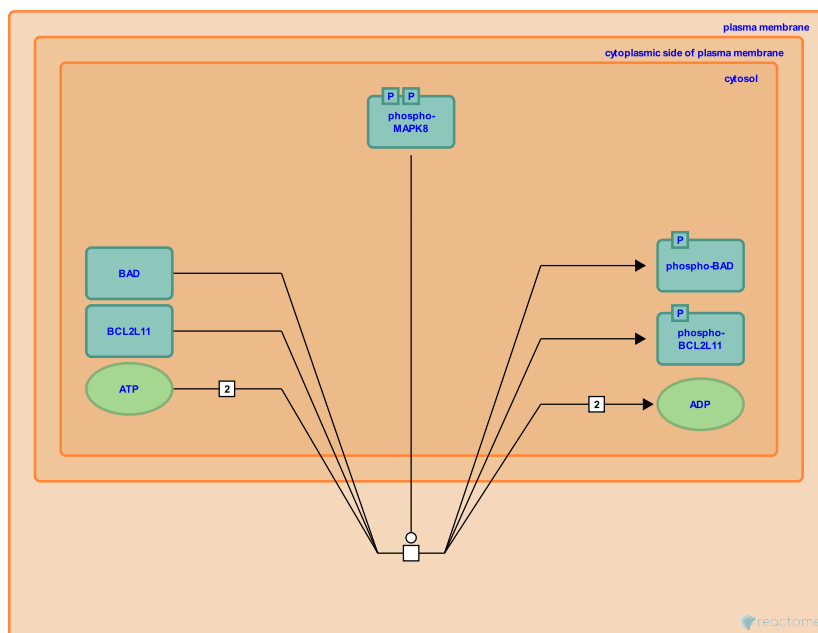 plasma membrane
cytoplasmic side of plasma membrane
cytosol
P P
phospho-
MAPK8
P
phospho-BAD
BAD
P
phospho-
BCL2L11
BCL2L11
ATP
2
2
ADP
reactome